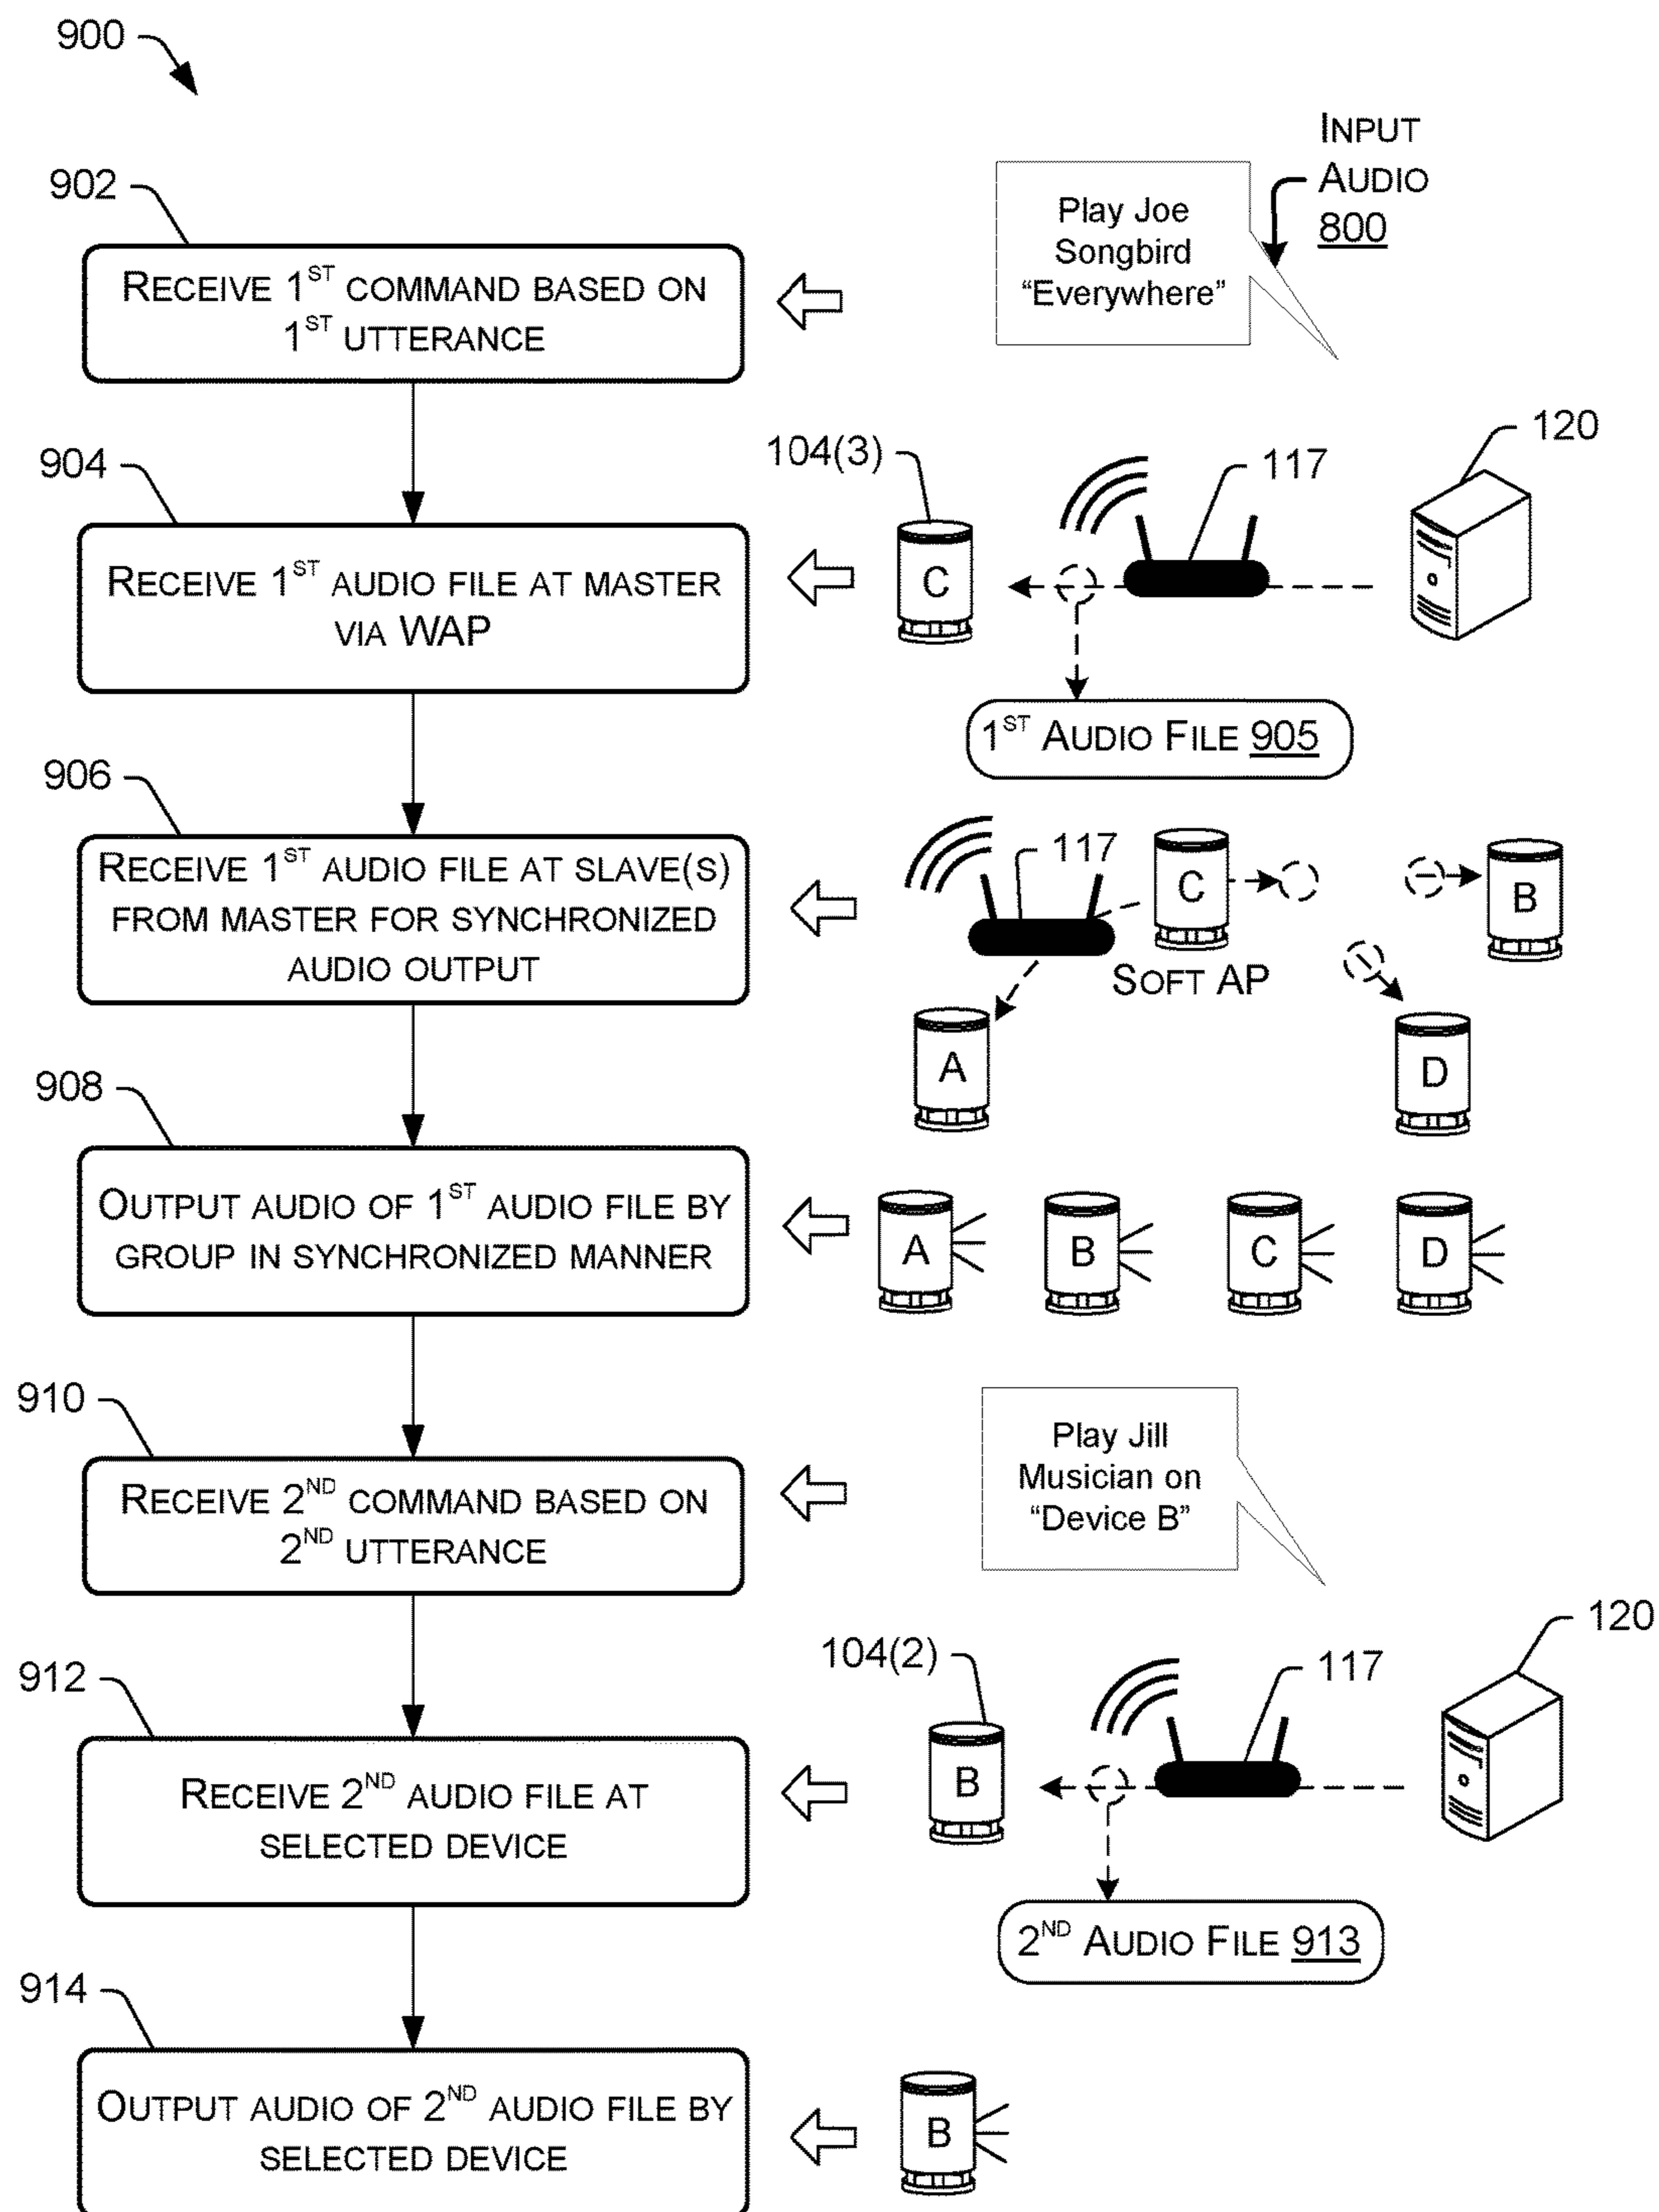 900
INPUT
AUDIO
800
902
Play Joe
Songbird
“Everywhere”
RECEIVE 1ST COMMAND BASED ON
1ST UTTERANCE
904
104(3)
117
120
C
RECEIVE 1ST AUDIO FILE AT MASTER
VIA WAP
1ST AUDIO FILE 905
906
117
C
B
RECEIVE 1ST AUDIO FILE AT SLAVE(S)
FROM MASTER FOR SYNCHRONIZED
AUDIO OUTPUT
SOFT AP
A
D
908
OUTPUT AUDIO OF 1ST AUDIO FILE BY
GROUP IN SYNCHRONIZED MANNER
A
B
C
D
910
Play Jill
Musician on
“Device B”
RECEIVE 2ND COMMAND BASED ON
2ND UTTERANCE
912
104(2)
117
120
B
RECEIVE 2ND AUDIO FILE AT
SELECTED DEVICE
2ND AUDIO FILE 913
914
OUTPUT AUDIO OF 2ND AUDIO FILE BY
SELECTED DEVICE
B